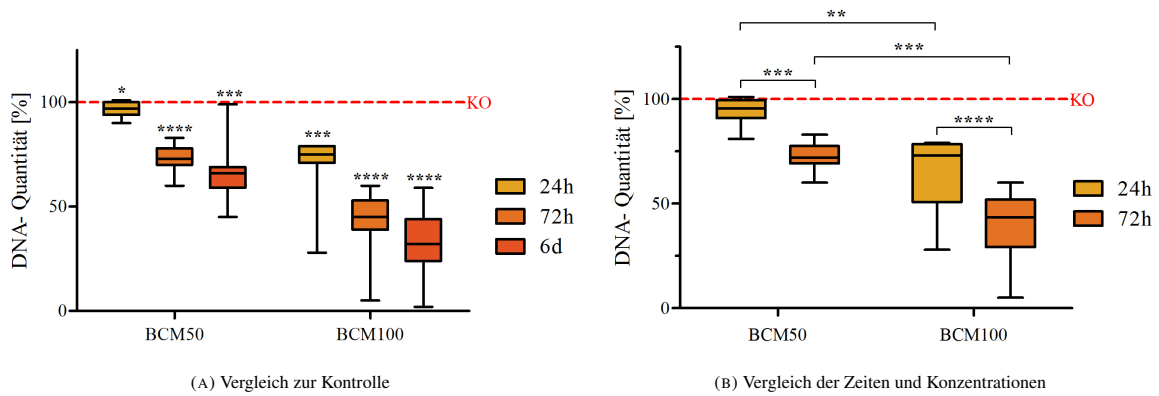 DNA- Quantität [%]
100
50
0
* **** *** *** **** ****
KO
24h
72h
6d
BCM50 BCM100
(A) Vergleich zur Kontrolle
DNA- Quantität [%]
100
50
0
**
***
***
****
KO
24h
72h
BCM50 BCM100
(B) Vergleich der Zeiten und Konzentrationen